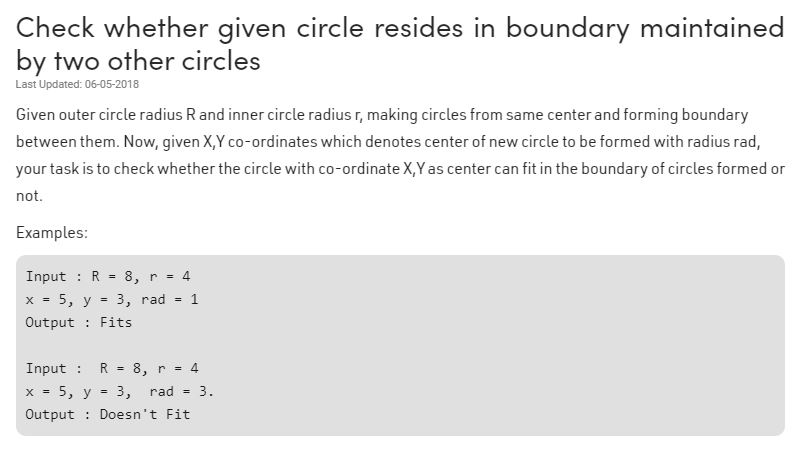 Check whether given circle resides in boundary maintained
by two other circles
Last Updated: 06-05-2018
Given outer circle radius R and inner circle radius r, making circles from same center and forming boundary
between them. Now, given X,Y co-ordinates which denotes center of new circle to be formed with radius rad,
your task is to check whether the circle with co-ordinate X,Y as center can fit in the boundary of circles formed or
not.
Examples:
Input : R = 8, r = 4
x = 5, y = 3, rad = 1
Output : Fits
Input :  R = 8, r = 4
x = 5, y = 3,  rad = 3.
Output : Doesn't Fit